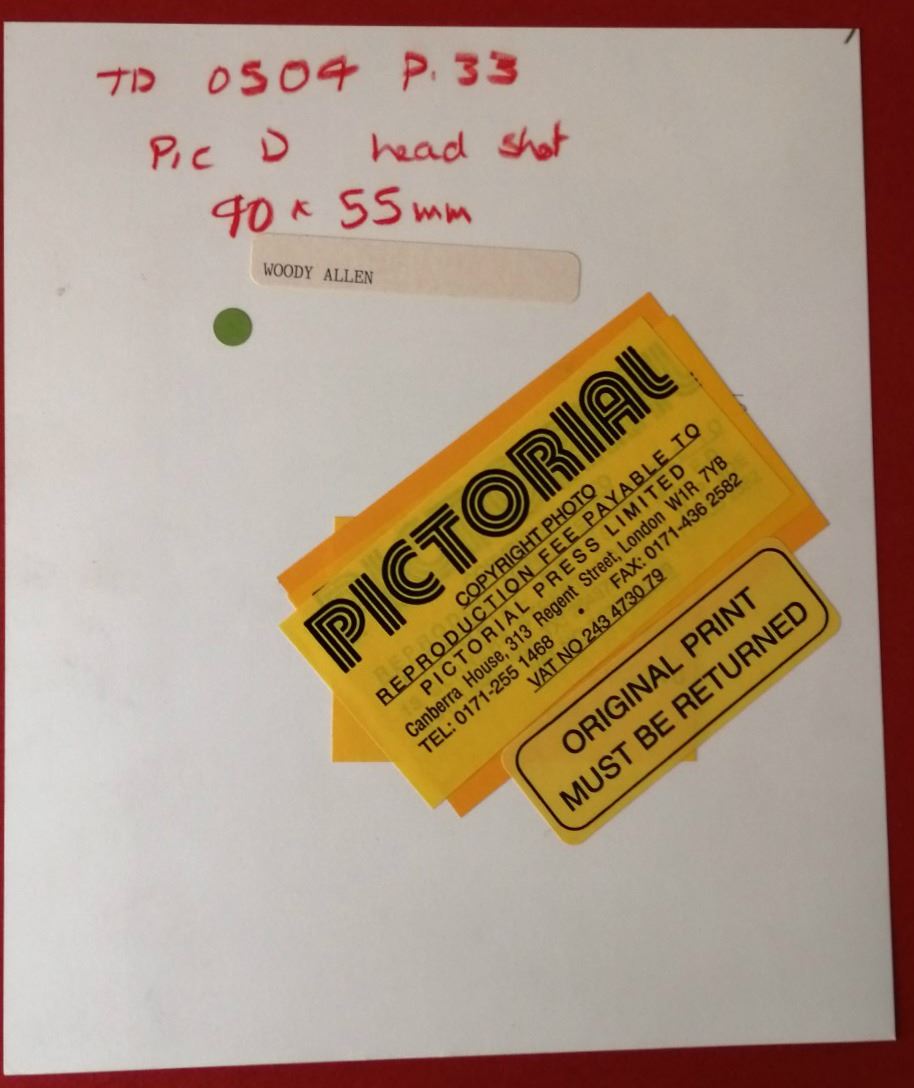 TD 0504 P. 33
Pic D head shot
90 x 55mm
WOODY ALLEN
PICTORIAL
COPYRIGHT PHOTO
REPRODUCTION FEE PAYABLE TO
PICTORIAL PRESS LIMITED
Canberra House, 313 Regent Street, London W1R 7YB
TEL: 0171-255 1468 • FAX: 0171-436 2582
VAT NO 243 4730 79
ORIGINAL PRINT
MUST BE RETURNED